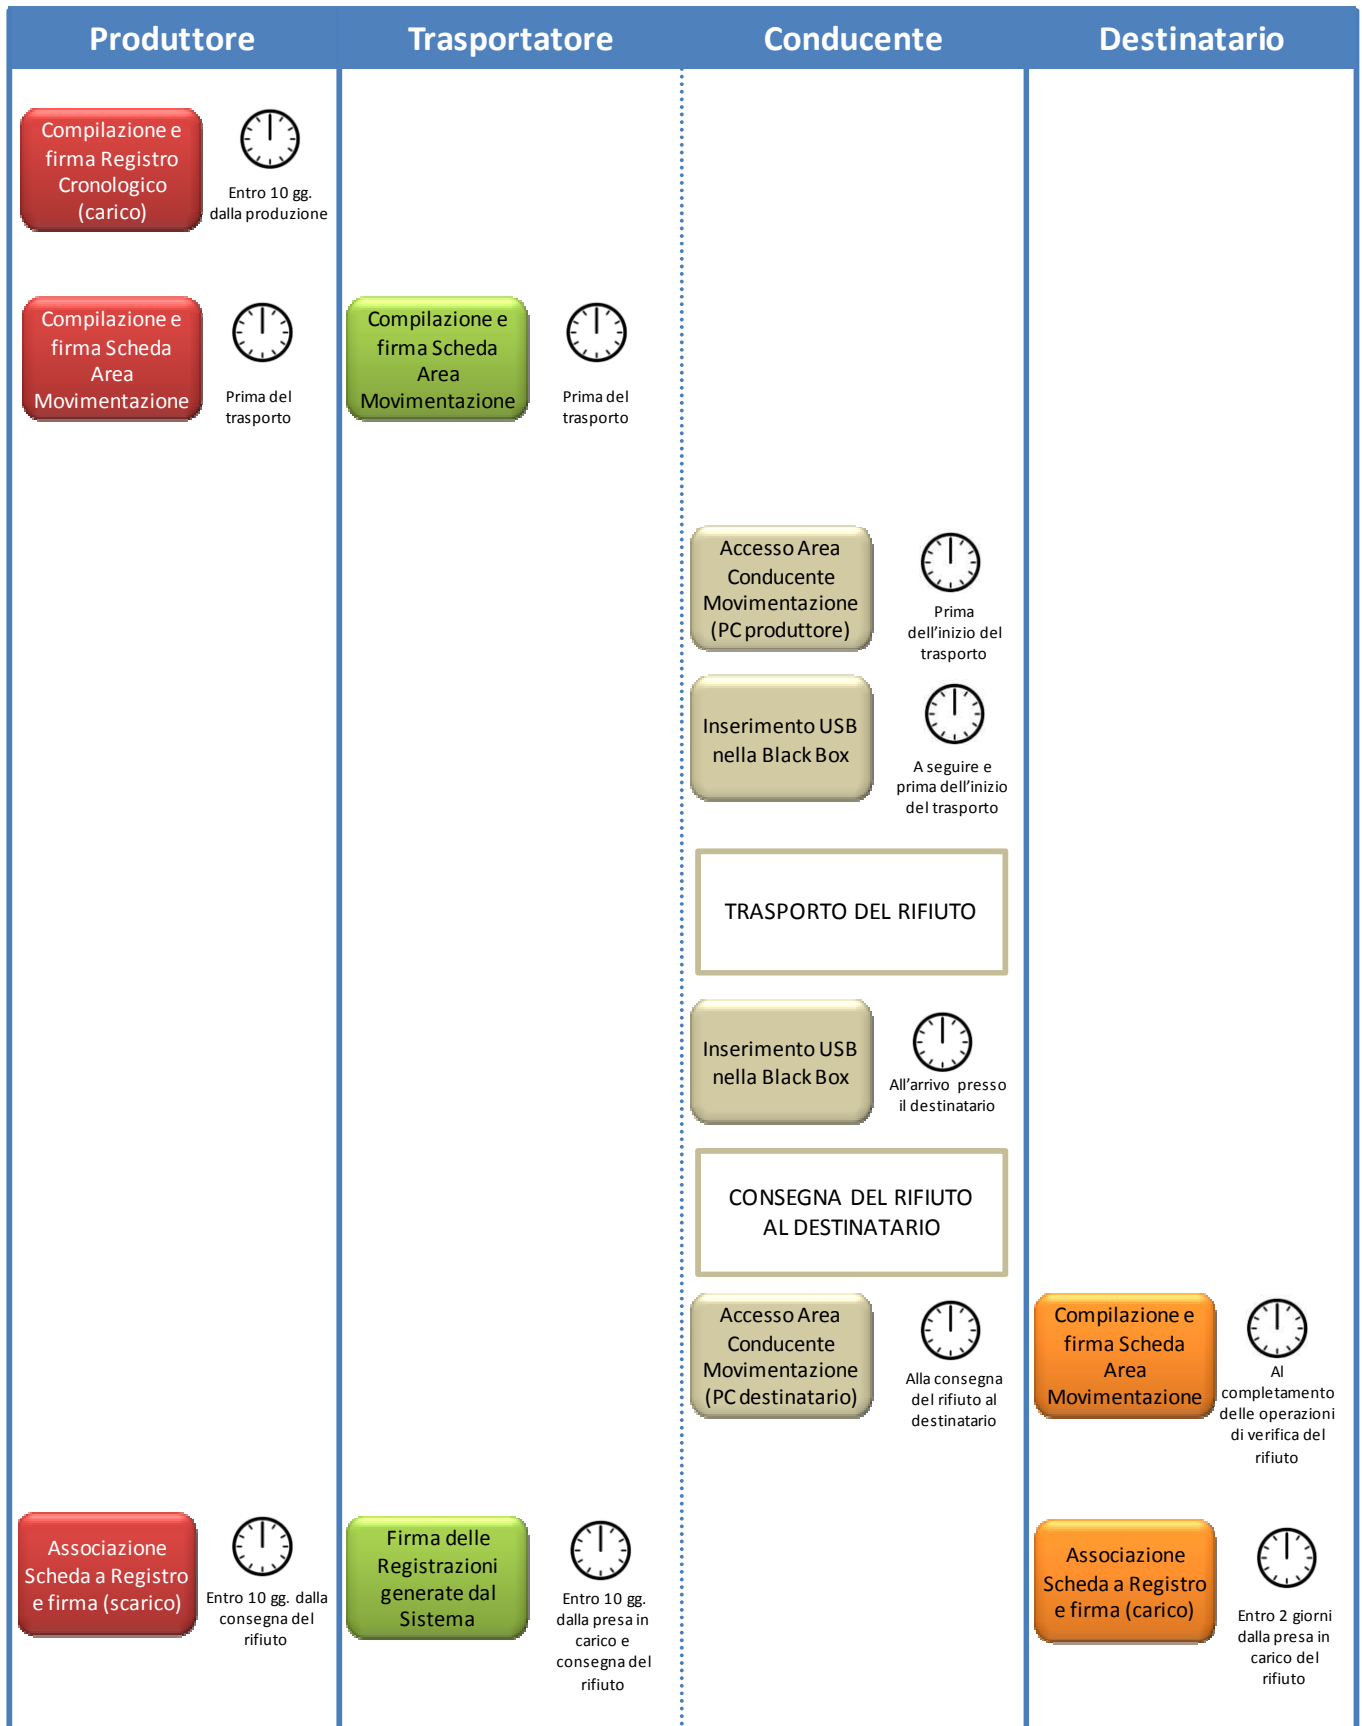 Produttore
Trasportatore
Conducente
Destinatario
Compilazione e
firma Registro
Cronologico
(carico)
Entro 10 gg.
dalla produzione
Compilazione e
firma Scheda
Area
Movimentazione
Prima del
trasporto
Compilazione e
firma Scheda
Area
Movimentazione
Prima del
trasporto
Accesso Area
Conducente
Movimentazione
(PC produttore)
Prima
dell'inizio del
trasporto
Inserimento USB
nella Black Box
A seguire e
prima dell'inizio
del trasporto
TRASPORTO DEL RIFIUTO
Inserimento USB
nella Black Box
All'arrivo presso
il destinatario
CONSEGNA DEL RIFIUTO
AL DESTINATARIO
Accesso Area
Conducente
Movimentazione
(PC destinatario)
Alla consegna
del rifiuto al
destinatario
Compilazione e
firma Scheda
Area
Movimentazione
Al
completamento
delle operazioni
di verifica del
rifiuto
Associazione
Scheda a Registro
e firma (scarico)
Entro 10 gg. dalla
consegna del
rifiuto
Firma delle
Registrazioni
generate dal
Sistema
Entro 10 gg.
dalla presa in
carico e
consegna del
rifiuto
Associazione
Scheda a Registro
e firma (carico)
Entro 2 giorni
dalla presa in
carico del
rifiuto